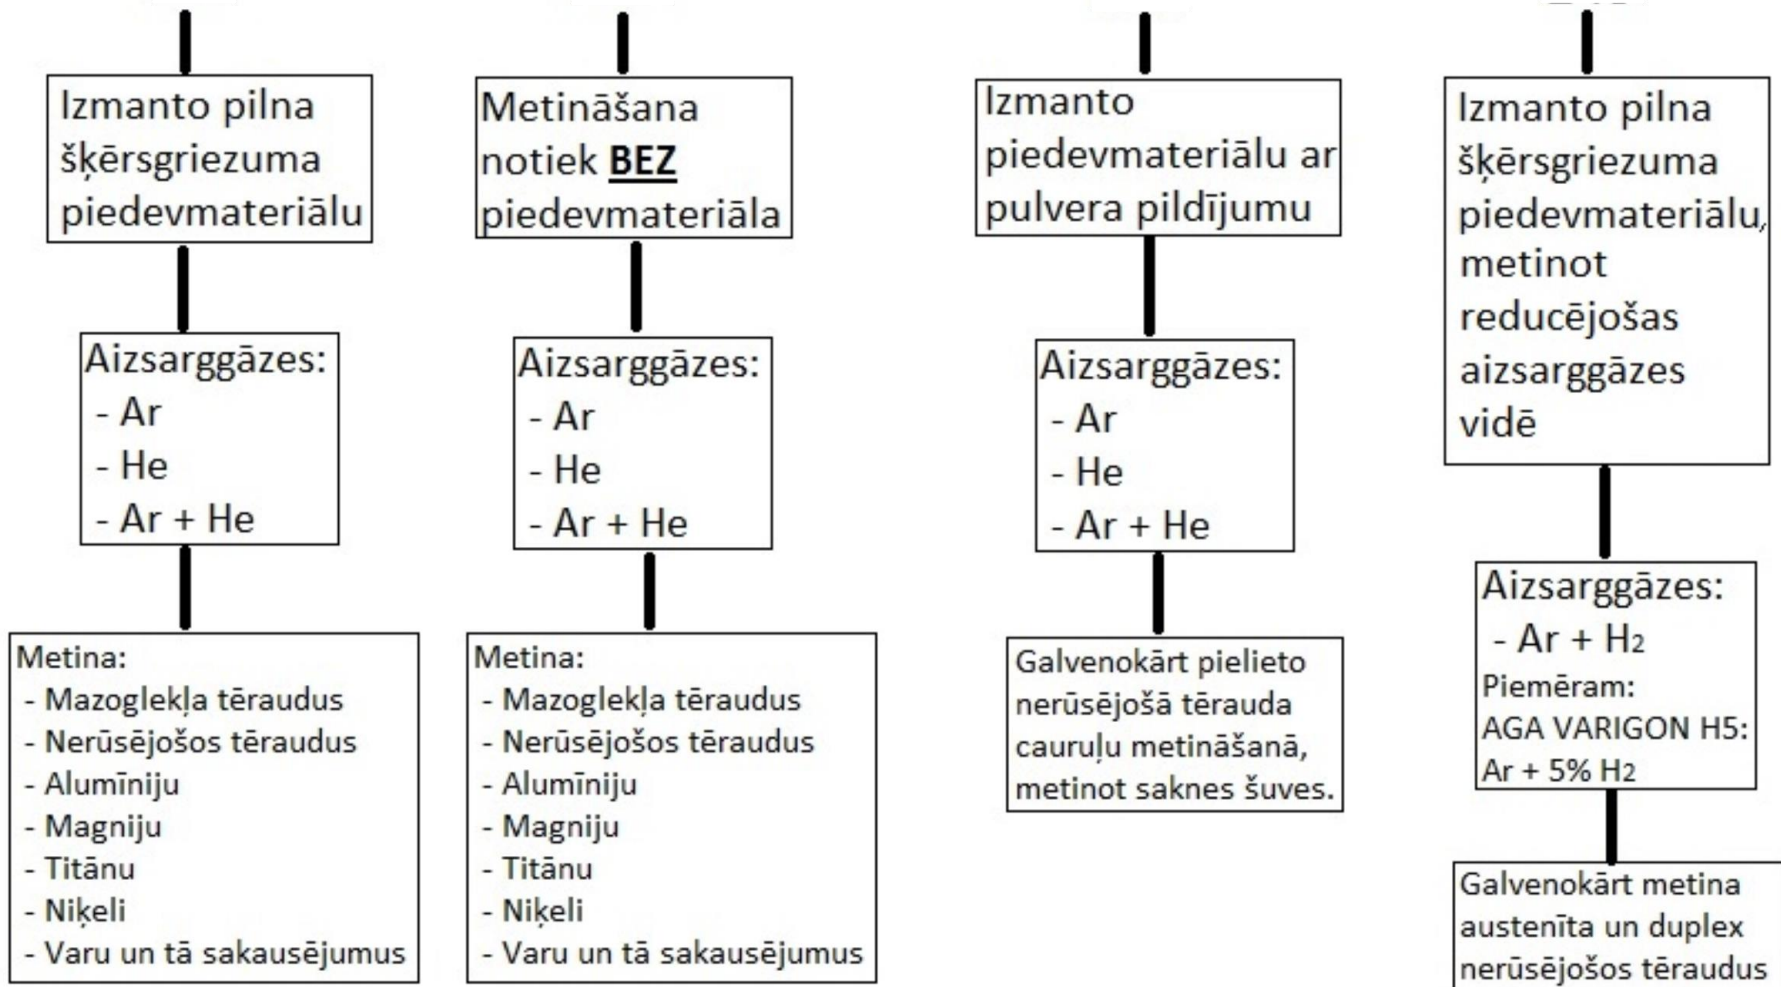 Izmanto pilna
šķērsgriezuma
piedevmateriālu
Aizsarggāzes:
- Ar
- He
- Ar + He
Metina:
- Mazoglekļa tēraudus
- Nerūsējošos tēraudus
- Alumīniju
- Magniju
- Titānu
- Niķeli
- Varu un tā sakausējumus
Metināšana
notiek BEZ
piedevmateriāla
Aizsarggāzes:
- Ar
- He
- Ar + He
Metina:
- Mazoglekļa tēraudus
- Nerūsējošos tēraudus
- Alumīniju
- Magniju
- Titānu
- Niķeli
- Varu un tā sakausējumus
Izmanto
piedevmateriālu ar
pulvera pildījumu
Aizsarggāzes:
- Ar
- He
- Ar + He
Galvenokārt pielieto
nerūsējošā tērauda
cauruļu metināšanā,
metinot saknes šuves.
Izmanto pilna
šķērsgriezuma
piedevmateriālu,
metinot
reducējošas
aizsarggāzes
vidē
Aizsarggāzes:
- Ar + H2
Piemēram:
AGA VARIGON H5:
Ar + 5% H2
Galvenokārt metina
austenīta un duplex
nerūsējošos tēraudus